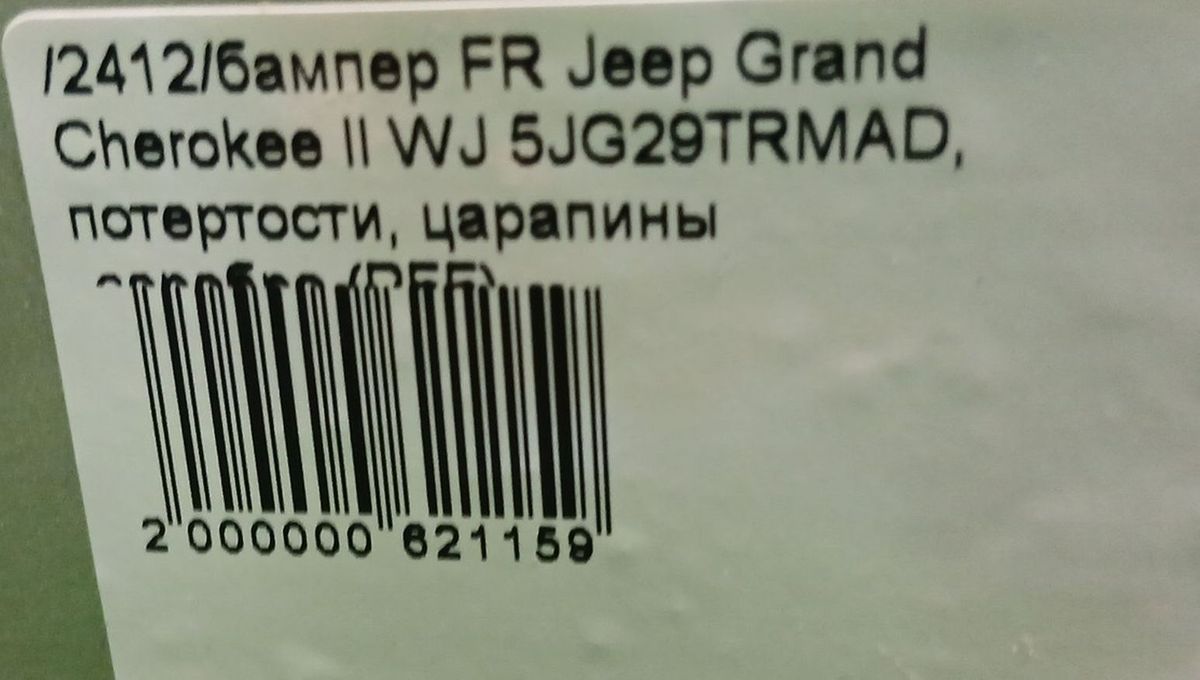 /2412/бампер FR Jeep Grand
Cherokee II WJ 5JG29TRMAD,
потертости, царапины
2 000000 621159